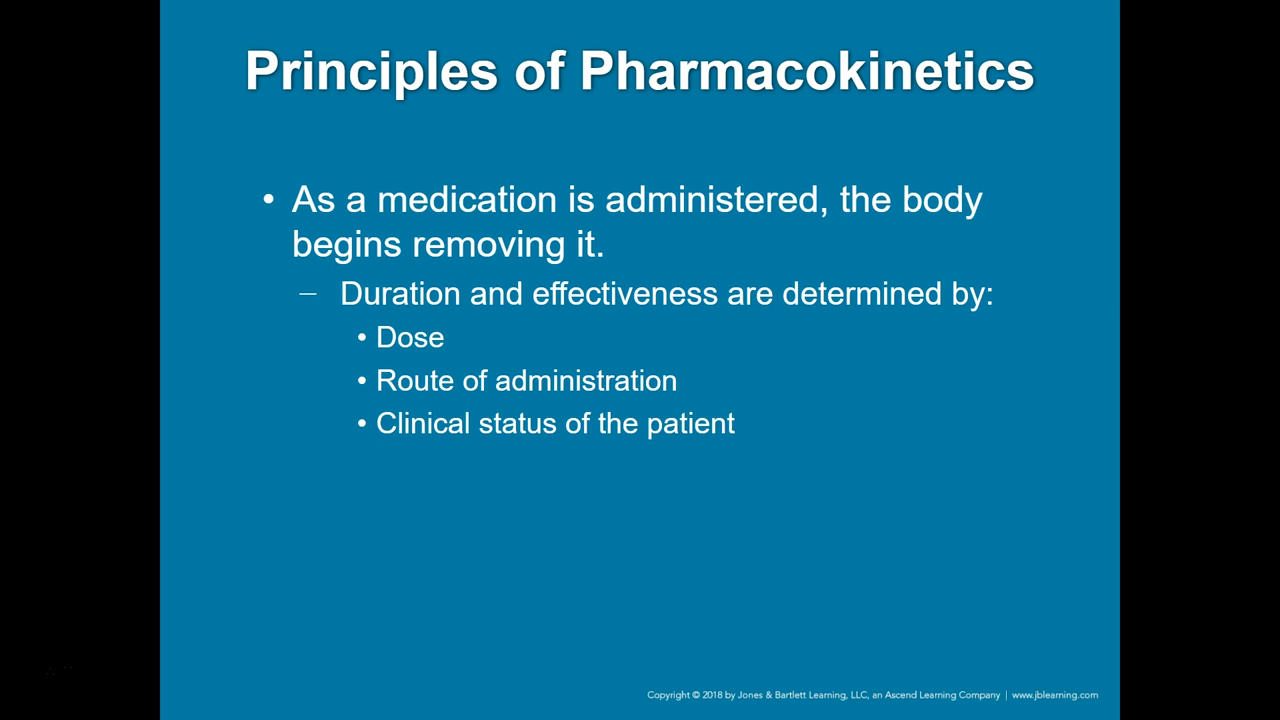 Principles of Pharmacokinetics
• As a medication is administered, the body
begins removing it.
– Duration and effectiveness are determined by:
• Dose
• Route of administration
• Clinical status of the patient
Copyright © 2018 by Jones & Bartlett Learning, LLC, an Ascend Learning Company | www.jblearning.com